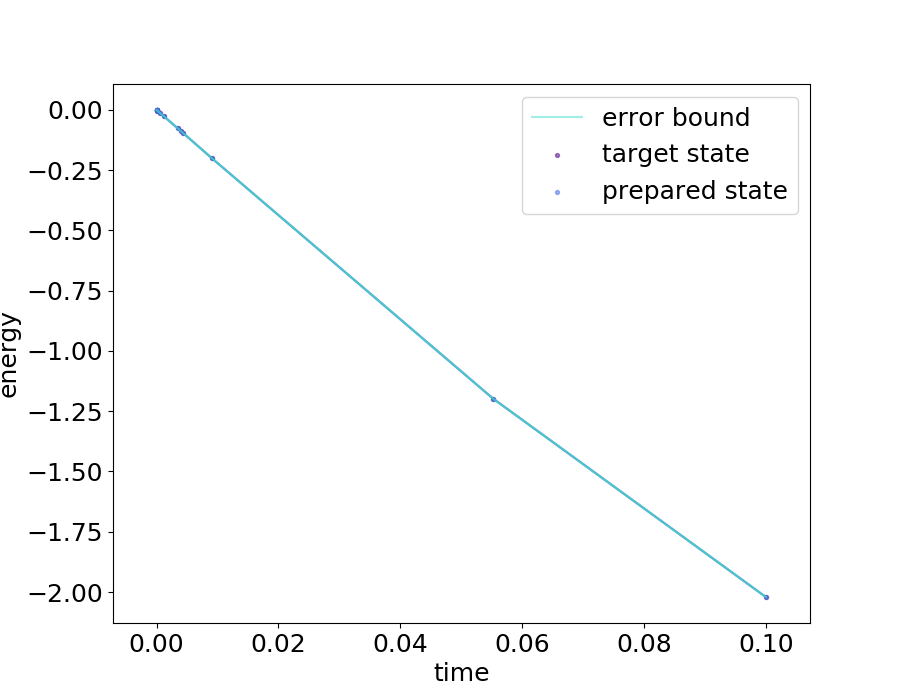 error bound
target state
prepared state
0.00
−0.25
−0.50
−0.75
−1.00
−1.25
−1.50
−1.75
−2.00
energy
0.00 0.02 0.04 0.06 0.08 0.10
time